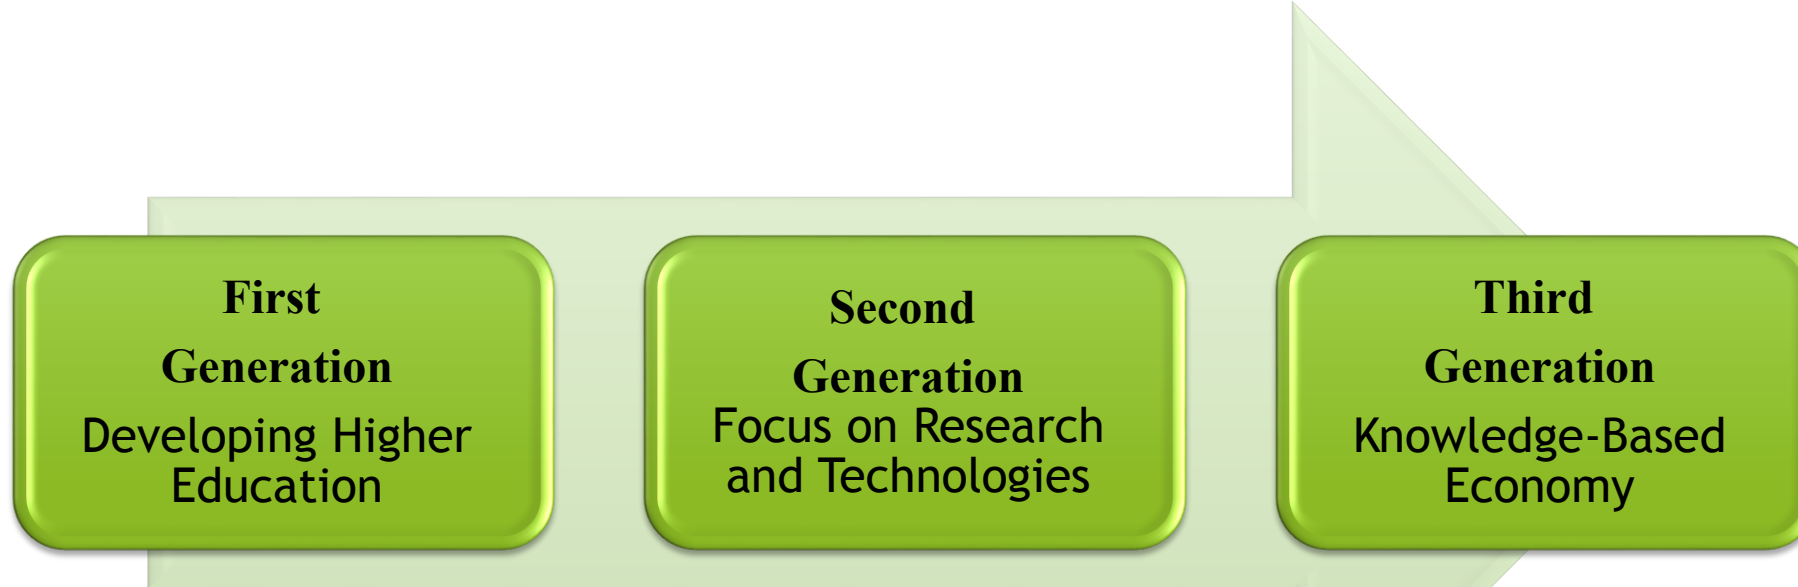 First
Generation
Developing Higher
Education
Second
Generation
Focus on Research
and Technologies
Third
Generation
Knowledge-Based
Economy